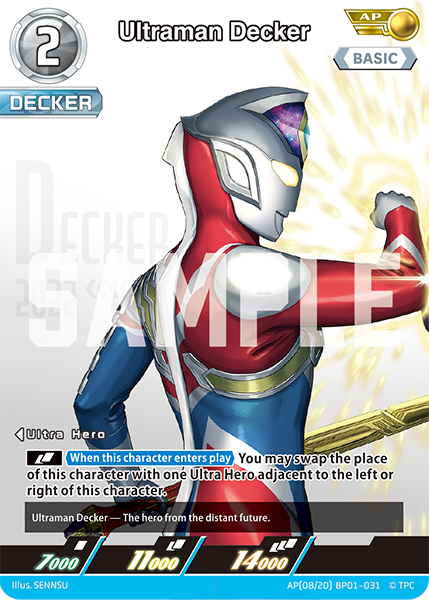 2
Ultraman Decker
AP
BASIC
DECKER
DECKER
2022
SAMPLE
Ultra Hero
When this character enters play You may swap the place
of this character with one Ultra Hero adjacent to the left or
right of this character.
Ultraman Decker — The hero from the distant future.
7000
11000
14000
Illus. SENNSU
AP[08/20] BP01-031 © TPC